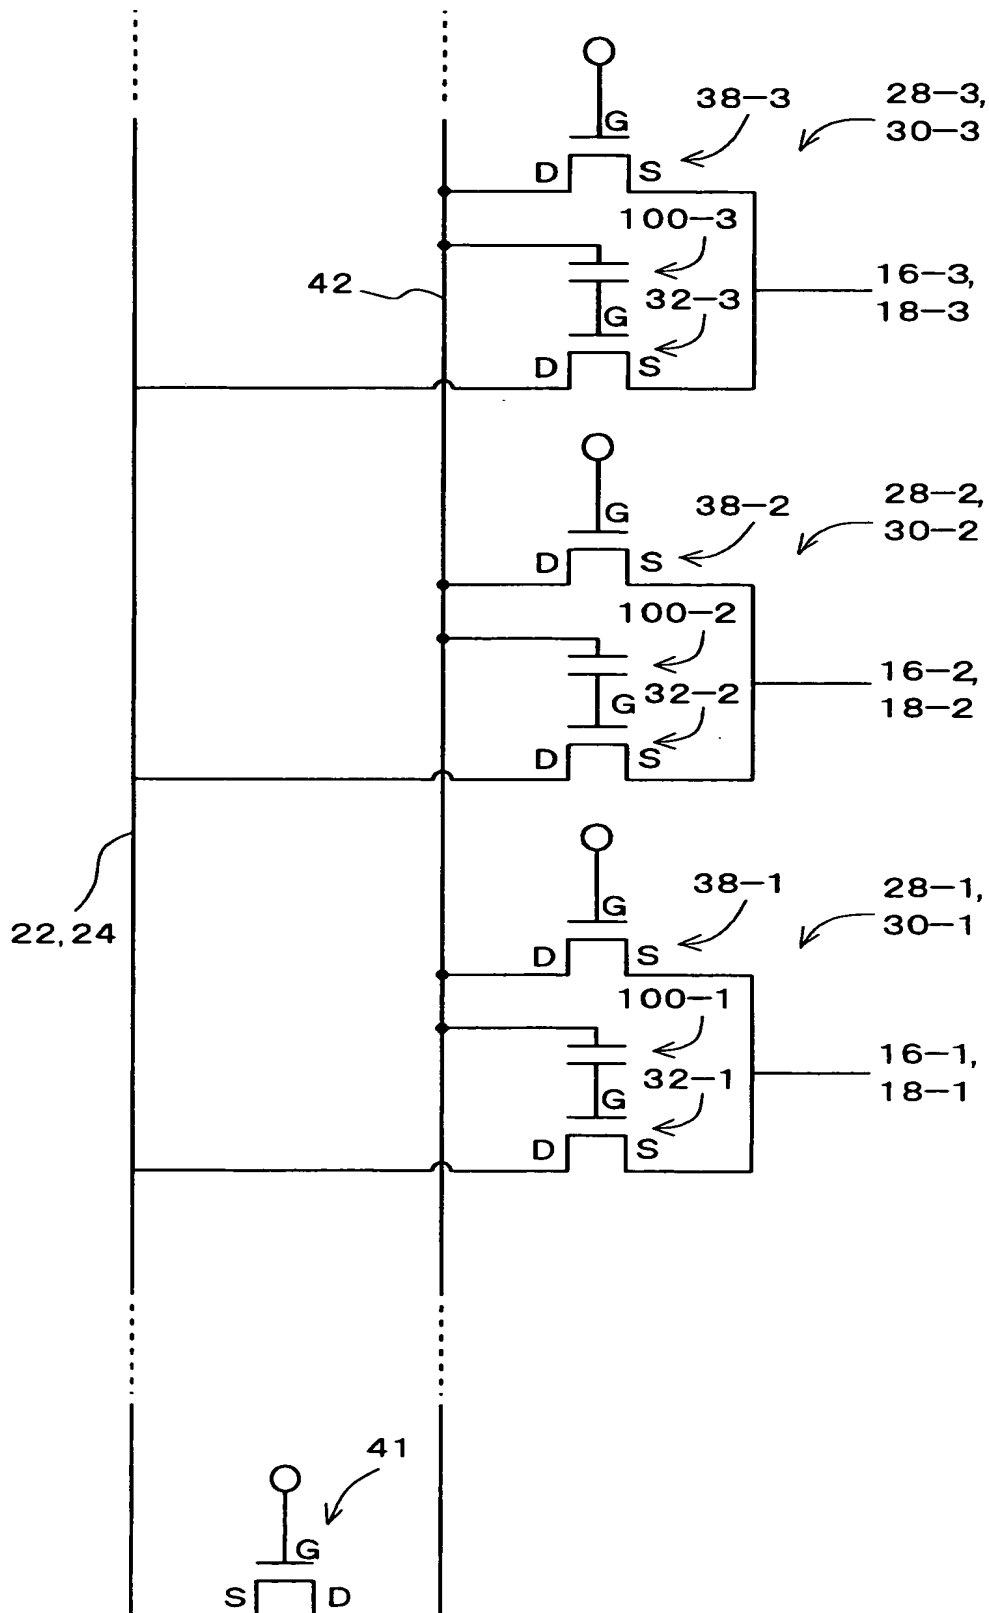 38-3
28-3,
30-3
G
D
S
100-3
42
32-3
G
16-3,
18-3
D
S
38-2
28-2,
30-2
G
D
S
100-2
32-2
G
16-2,
18-2
D
S
22, 24
38-1
28-1,
30-1
G
D
S
100-1
32-1
G
16-1,
18-1
D
S
41
G
S
D